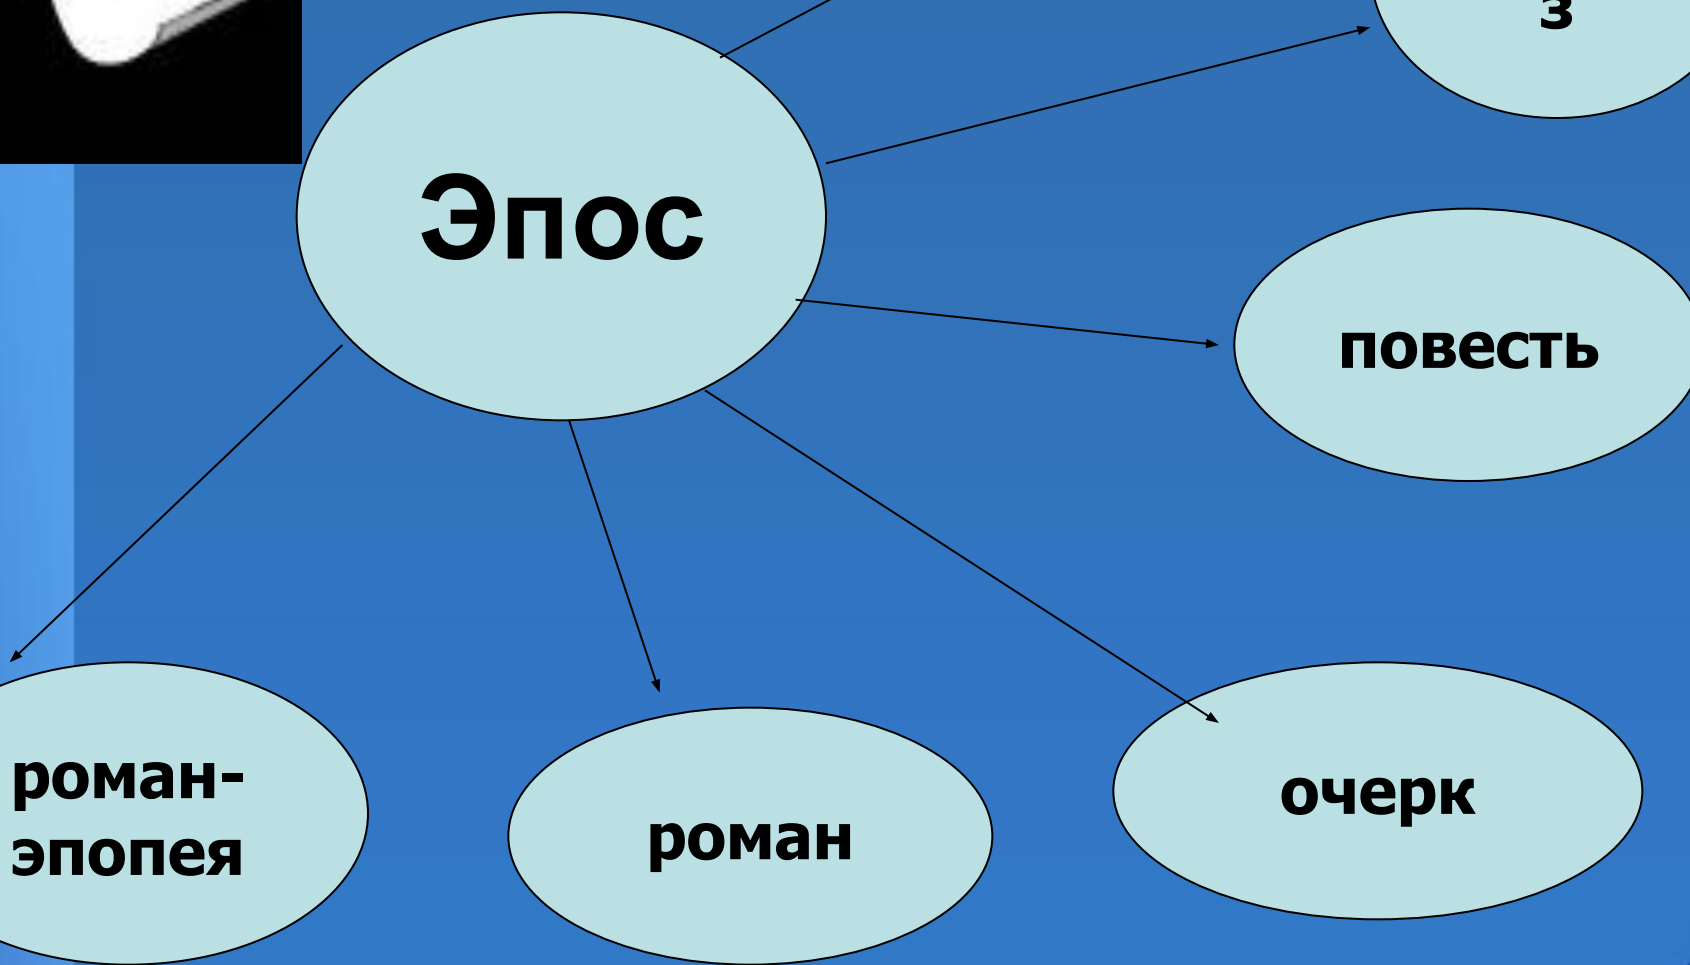 з
Эпос
повесть
роман-
эпопея
роман
очерк